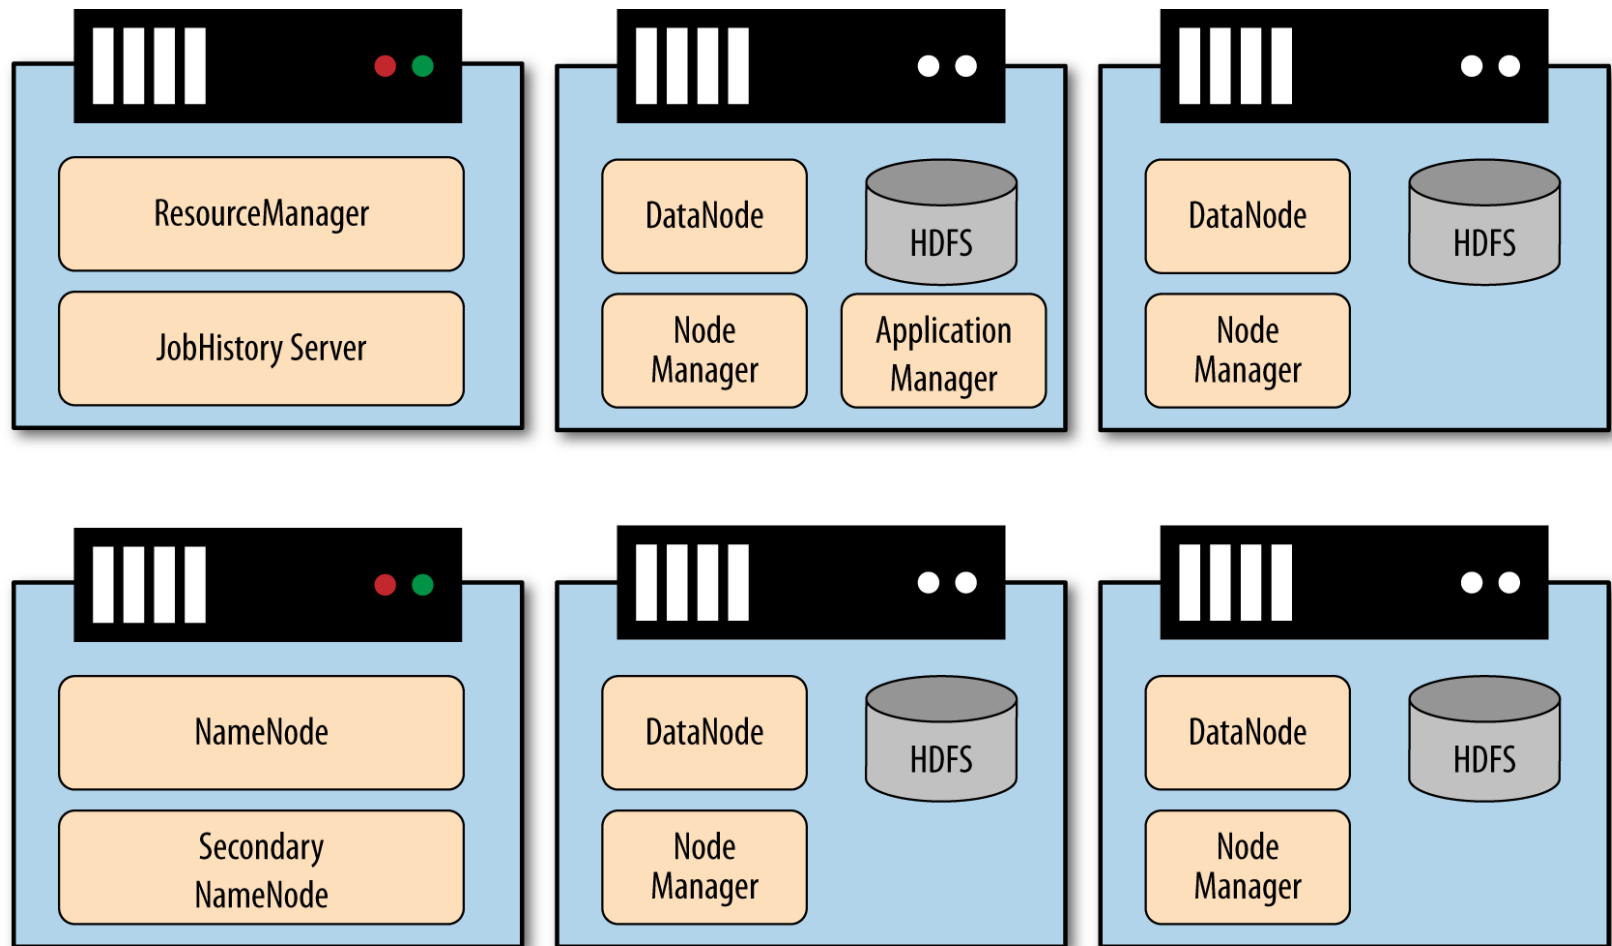 ResourceManager
JobHistory Server
DataNode
HDFS
Node
Manager
Application
Manager
DataNode
HDFS
Node
Manager
NameNode
Secondary
NameNode
DataNode
HDFS
Node
Manager
DataNode
HDFS
Node
Manager